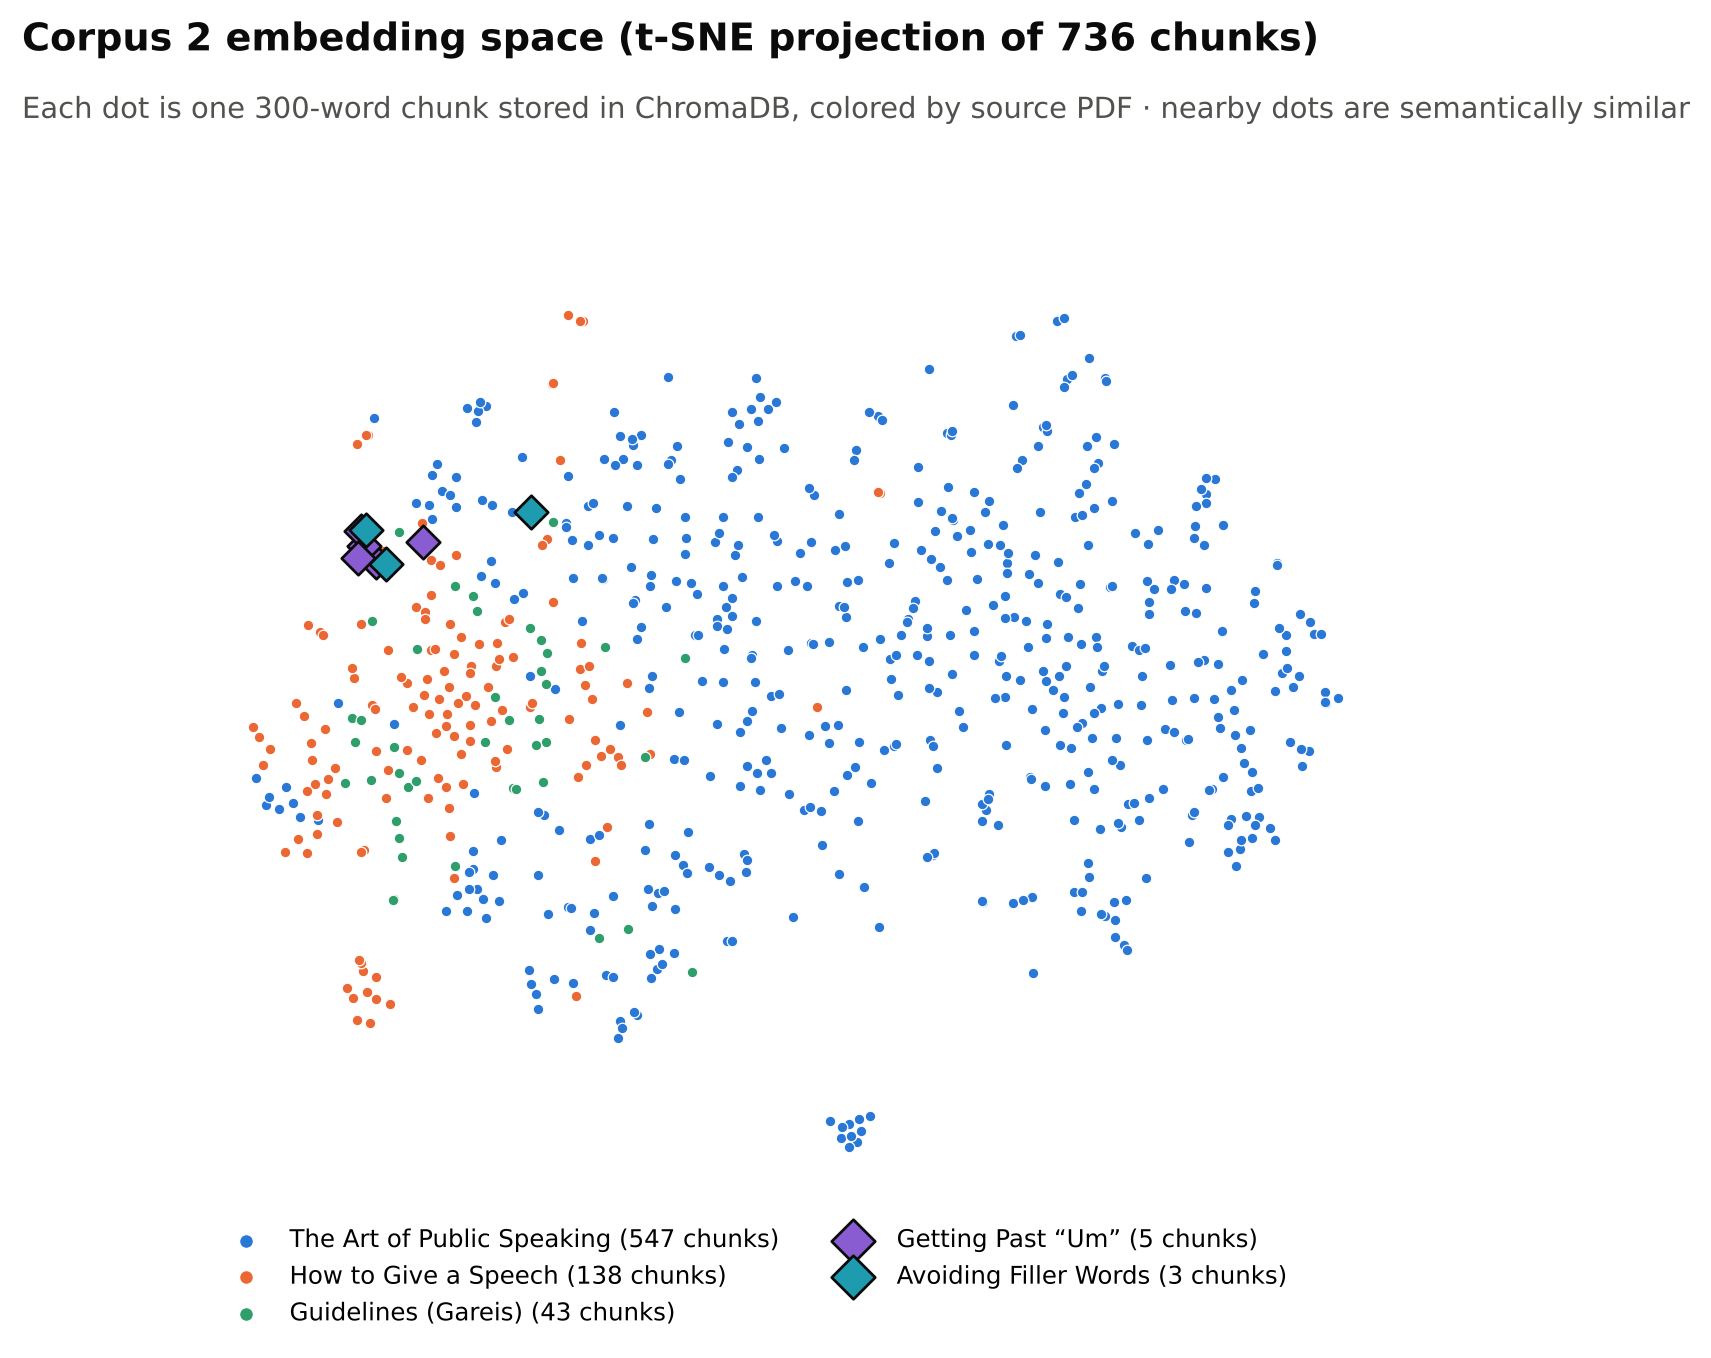 Corpus 2 embedding space (t-SNE projection of 736 chunks)
Each dot is one 300-word chunk stored in ChromaDB, colored by source PDF · nearby dots are semantically similar
The Art of Public Speaking (547 chunks)
How to Give a Speech (138 chunks)
Guidelines (Gareis) (43 chunks)
Getting Past “Um” (5 chunks)
Avoiding Filler Words (3 chunks)